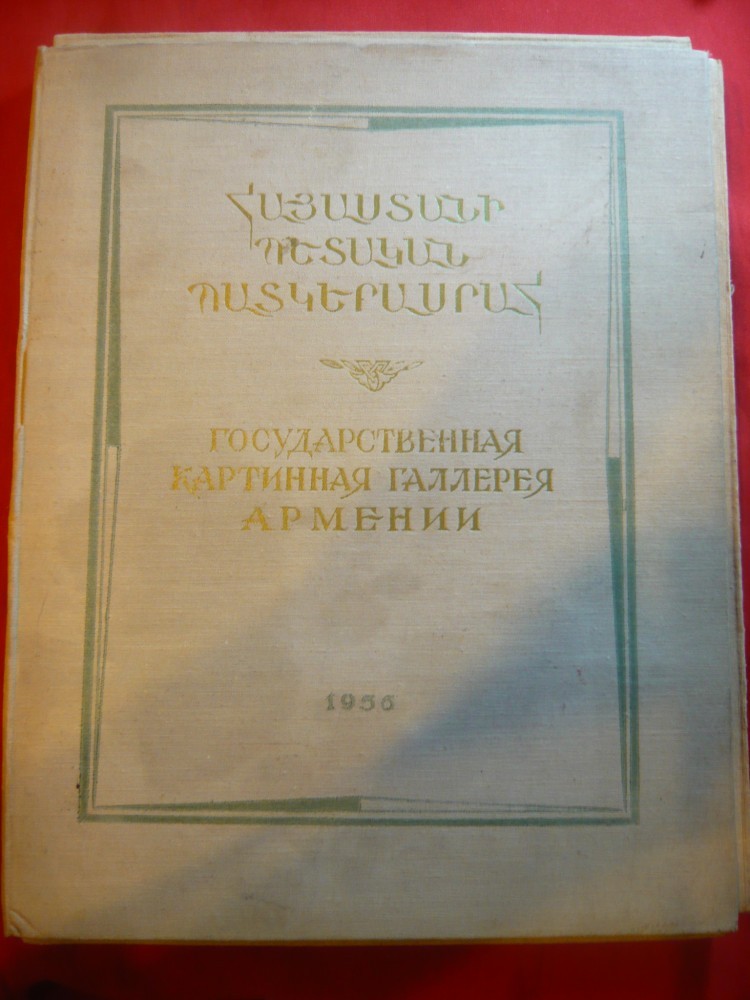 ՀԱՅԱՍՏԱՆԻ
ՊԵՏԱԿԱՆ
ՊԱՏԿԵՐԱՍՐԱՀ
ГОСУДАРСТВЕННАЯ
КАРТИННАЯ ГАЛЛЕРЕЯ
АРМЕНИИ
1956